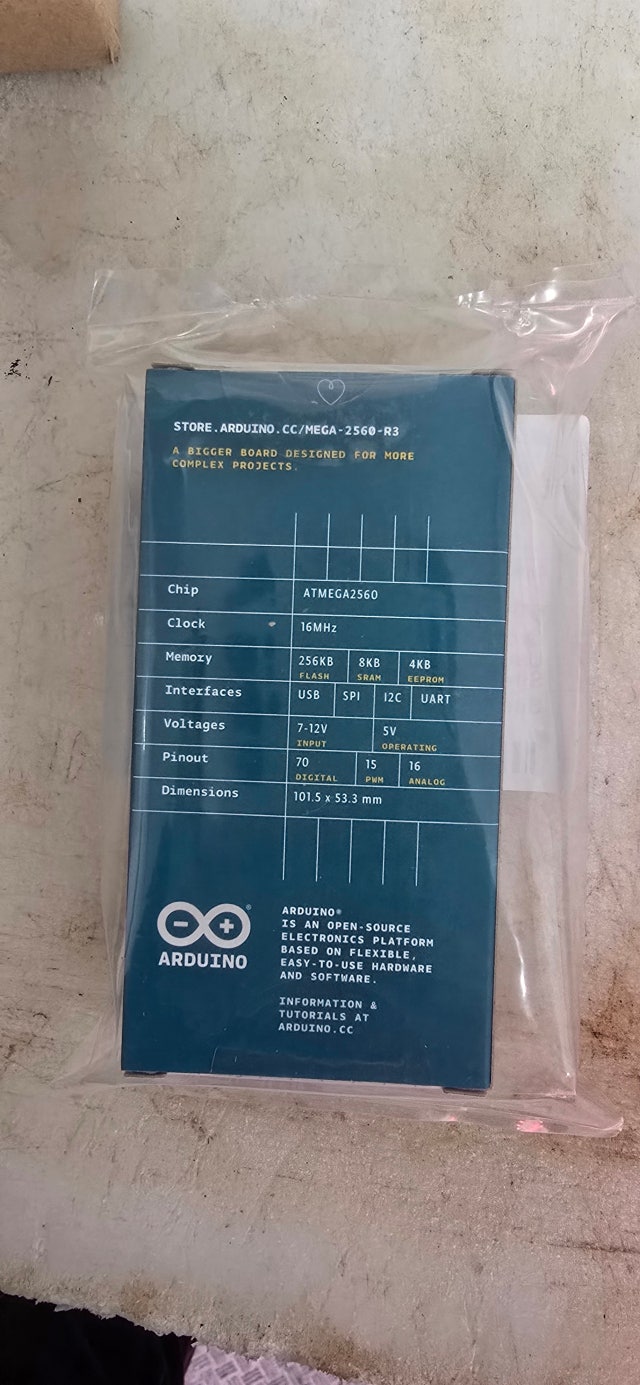 STORE.ARDUINO.CC/MEGA-2560-R3
A BIGGER BOARD DESIGNED FOR MORE
COMPLEX PROJECTS.
Chip ATMEGA2560
Clock 16MHz
Memory 256KB 8KB 4KB
FLASH SRAM EEPROM
Interfaces USB SPI I2C UART
Voltages 7-12V 5V
INPUT OPERATING
Pinout 70 15 16
DIGITAL PWM ANALOG
Dimensions 101.5 x 53.3 mm
ARDUINO
ARDUINO®
IS AN OPEN-SOURCE
ELECTRONICS PLATFORM
BASED ON FLEXIBLE,
EASY-TO-USE HARDWARE
AND SOFTWARE.
INFORMATION &
TUTORIALS AT
ARDUINO.CC